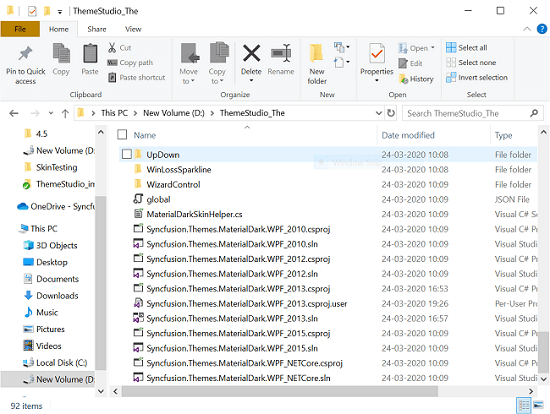 ThemeStudio_The
File Home Share View
Pin to Quick access
Copy
Paste
Cut
Copy path
Paste shortcut
Clipboard
Move to
Copy to
Delete
Rename
Organize
New folder
New
Properties
Open
Edit
History
Open
Select all
Select none
Invert selection
Select
This PC > New Volume (D:) > ThemeStudio_The
Search ThemeStudio_The
4.5
New Volume (D:)
SkinTesting
ThemeStudio_im
OneDrive - Syncf
This PC
3D Objects
Desktop
Documents
Downloads
Music
Pictures
Videos
Local Disk (C:)
New Volume (D:
Name Date modified Type
UpDown 24-03-2020 10:08 File folder
WinLossSparkline 24-03-2020 10:08 File folder
WizardControl 24-03-2020 10:09 File folder
global 24-03-2020 10:09 JSON File
MaterialDarkSkinHelper.cs 24-03-2020 10:09 Visual C# S
Syncfusion.Themes.MaterialDark.WPF_2010.csproj 24-03-2020 10:09 Visual C# P
Syncfusion.Themes.MaterialDark.WPF_2010.sln 24-03-2020 10:09 Visual Studi
Syncfusion.Themes.MaterialDark.WPF_2012.csproj 24-03-2020 10:09 Visual C# P
Syncfusion.Themes.MaterialDark.WPF_2012.sln 24-03-2020 10:09 Visual Studi
Syncfusion.Themes.MaterialDark.WPF_2013.csproj 24-03-2020 16:53 Visual C# P
Syncfusion.Themes.MaterialDark.WPF_2013.csproj.user 24-03-2020 19:26 Per-User Pro
Syncfusion.Themes.MaterialDark.WPF_2013.sln 24-03-2020 16:57 Visual Studi
Syncfusion.Themes.MaterialDark.WPF_2015.csproj 24-03-2020 10:09 Visual C# P
Syncfusion.Themes.MaterialDark.WPF_2015.sln 24-03-2020 10:09 Visual Studi
Syncfusion.Themes.MaterialDark.WPF_NETCore.csproj 24-03-2020 10:09 Visual C# P
Syncfusion.Themes.MaterialDark.WPF_NETCore.sln 24-03-2020 10:09 Visual Studi
92 items